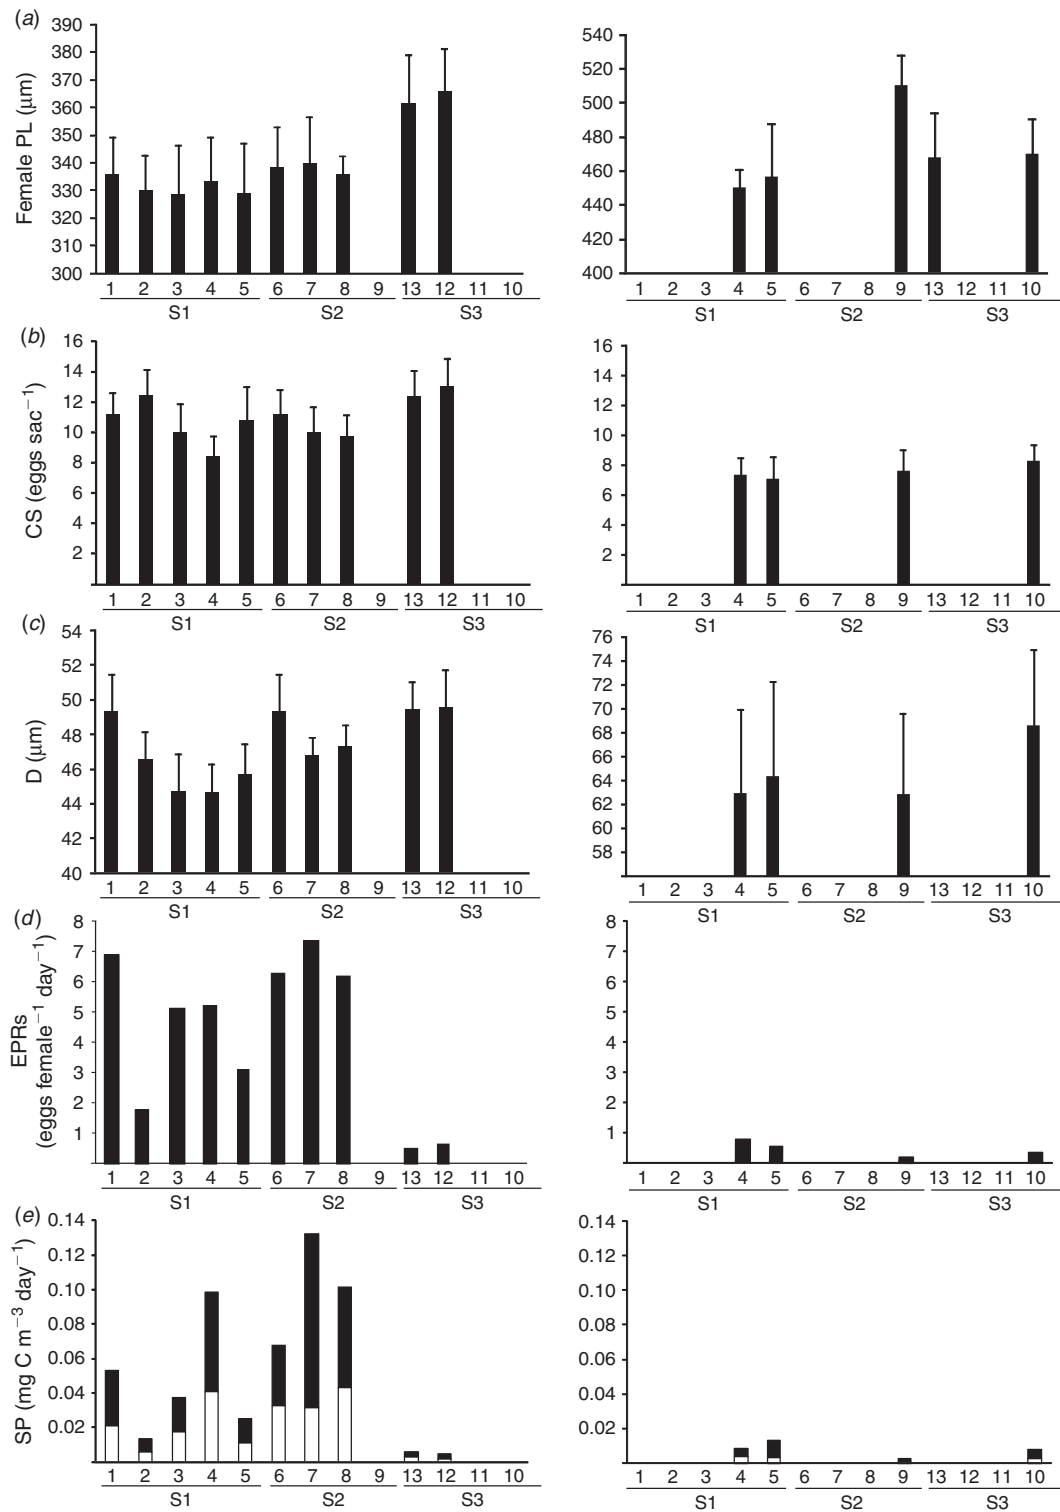 (a)
Female PL (μm)
390
380
370
360
350
340
330
320
310
300
1 2 3 4 5 6 7 8 9 13 12 11 10
S1 S2 S3
540
520
500
480
460
440
420
400
1 2 3 4 5 6 7 8 9 13 12 11 10
S1 S2 S3
(b)
CS (eggs sac⁻¹)
16
14
12
10
8
6
4
2
1 2 3 4 5 6 7 8 9 13 12 11 10
S1 S2 S3
16
14
12
10
8
6
4
2
1 2 3 4 5 6 7 8 9 13 12 11 10
S1 S2 S3
(c)
D (μm)
54
52
50
48
46
44
42
40
1 2 3 4 5 6 7 8 9 13 12 11 10
S1 S2 S3
76
74
72
70
68
66
64
62
60
58
1 2 3 4 5 6 7 8 9 13 12 11 10
S1 S2 S3
(d)
EPRs
(eggs female⁻¹ day⁻¹)
8
7
6
5
4
3
2
1
1 2 3 4 5 6 7 8 9 13 12 11 10
S1 S2 S3
8
7
6
5
4
3
2
1
1 2 3 4 5 6 7 8 9 13 12 11 10
S1 S2 S3
(e)
SP (mg C m⁻³ day⁻¹)
0.14
0.12
0.10
0.08
0.06
0.04
0.02
1 2 3 4 5 6 7 8 9 13 12 11 10
S1 S2 S3
0.14
0.12
0.10
0.08
0.06
0.04
0.02
1 2 3 4 5 6 7 8 9 13 12 11 10
S1 S2 S3